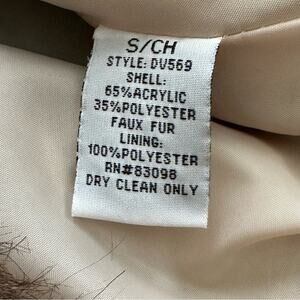 S/CH
STYLE: DV569
SHELL:
65%ACRYLIC
35%POLYESTER
FAUX FUR
LINING:
100%POLYESTER
RN#83098
DRY CLEAN ONLY